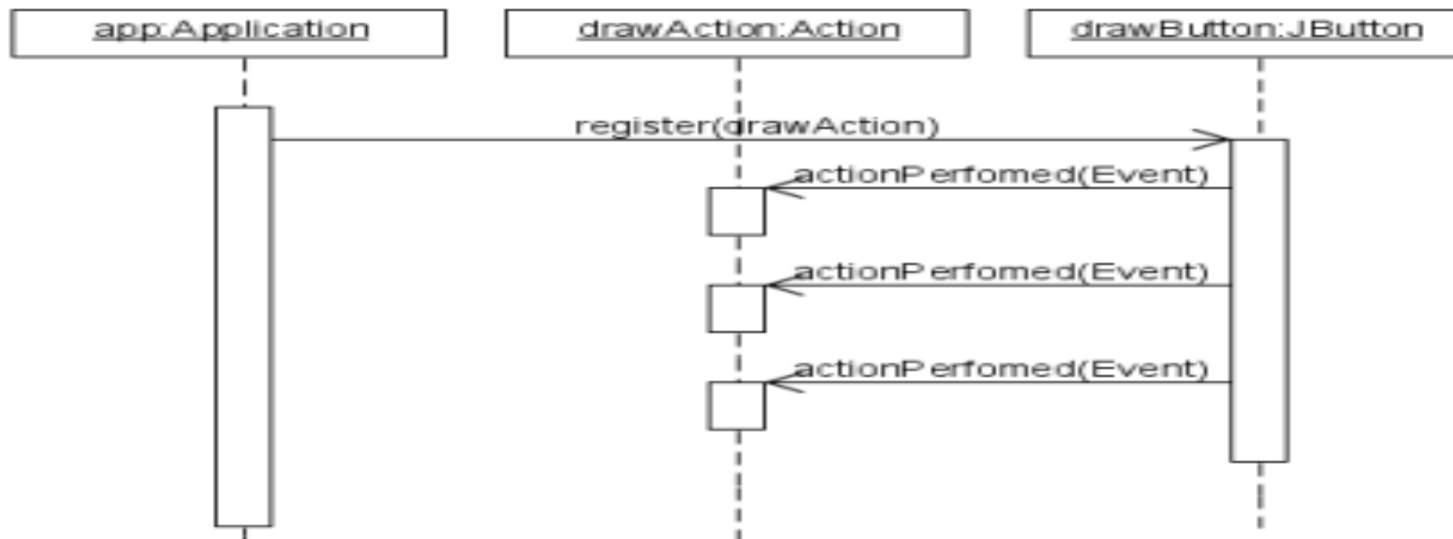 app:Application
drawAction:Action
drawButton:JButton
register(drawAction)
actionPerfomed(Event)
actionPerfomed(Event)
actionPerfomed(Event)